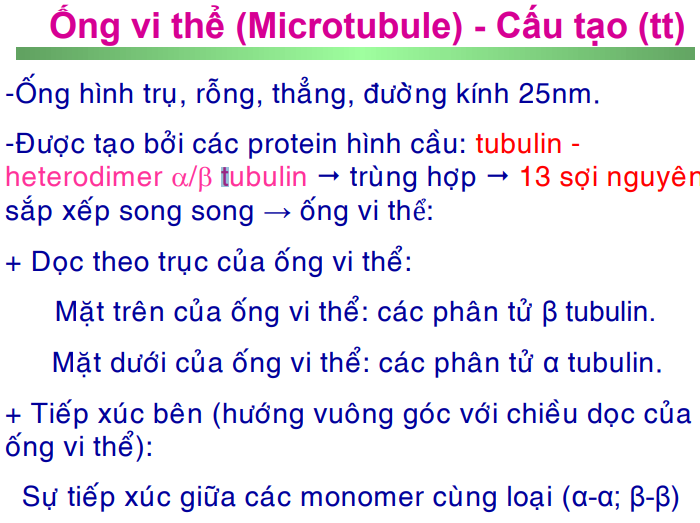 Ống vi thể (Microtubule) - Cấu tạo (tt)
-Ống hình trụ, rỗng, thẳng, đường kính 25nm.
-Được tạo bởi các protein hình cầu: tubulin -
heterodimer α/β tubulin → trùng hợp → 13 sợi nguyên
sắp xếp song song → ống vi thể:
+ Dọc theo trục của ống vi thể:
Mặt trên của ống vi thể: các phân tử β tubulin.
Mặt dưới của ống vi thể: các phân tử α tubulin.
+ Tiếp xúc bên (hướng vuông góc với chiều dọc của
ống vi thể):
Sự tiếp xúc giữa các monomer cùng loại (α-α; β-β)